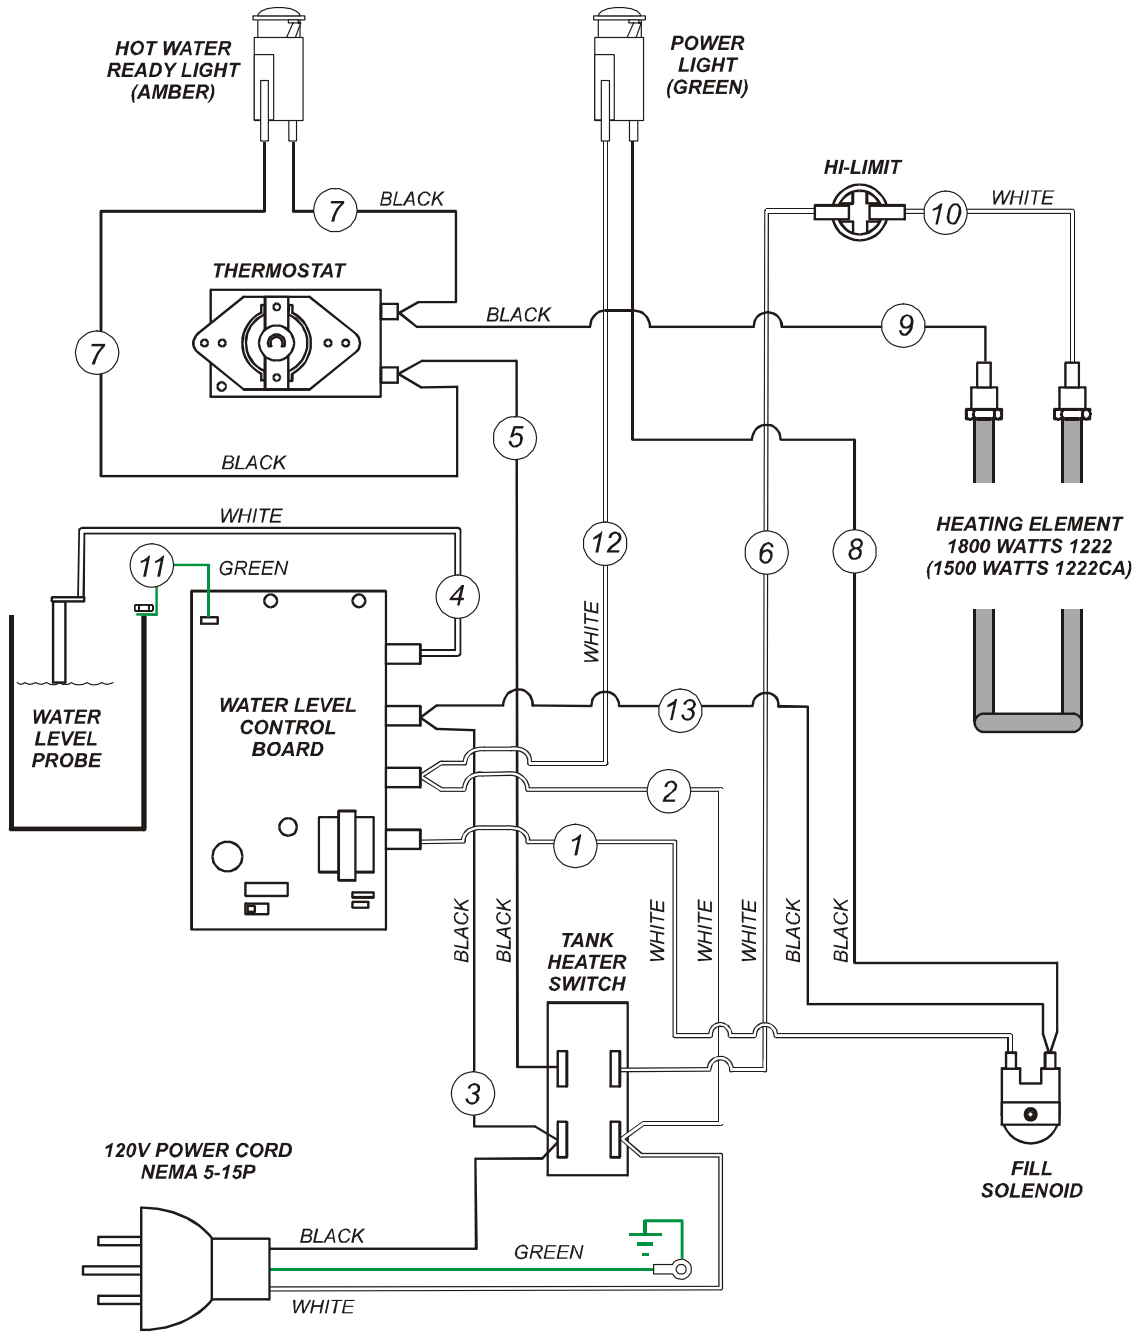 HOT WATER
READY LIGHT
(AMBER)
POWER
LIGHT
(GREEN)
HI-LIMIT
7
BLACK
10
WHITE
THERMOSTAT
BLACK
9
7
5
BLACK
WHITE
12
6
8
HEATING ELEMENT
1800 WATTS 1222
(1500 WATTS 1222CA)
11
GREEN
4
WHITE
WATER LEVEL
CONTROL
BOARD
13
WATER
LEVEL
PROBE
2
1
BLACK
BLACK
WHITE
WHITE
WHITE
BLACK
BLACK
TANK
HEATER
SWITCH
3
120V POWER CORD
NEMA 5-15P
FILL
SOLENOID
BLACK
GREEN
WHITE